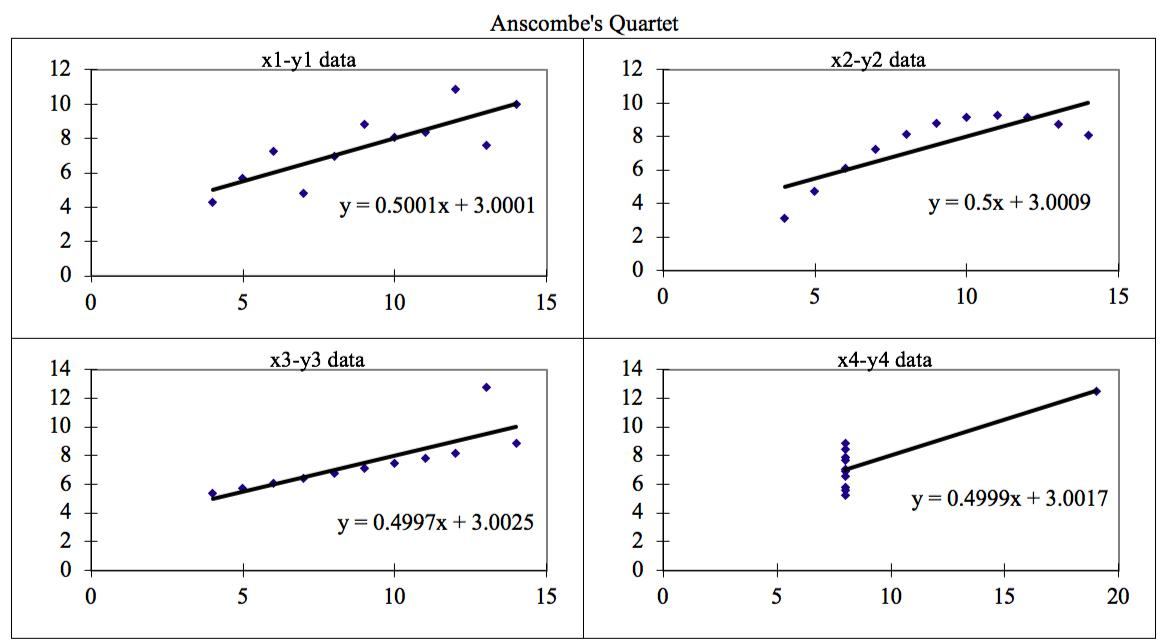 Anscombe's Quartet
x1-y1 data
12
10
8
6
4
2
0
y = 0.5001x + 3.0001
0 5 10 15
x2-y2 data
12
10
8
6
4
2
0
y = 0.5x + 3.0009
0 5 10 15
x3-y3 data
14
12
10
8
6
4
2
0
y = 0.4997x + 3.0025
0 5 10 15
x4-y4 data
14
12
10
8
6
4
2
0
y = 0.4999x + 3.0017
0 5 10 15 20